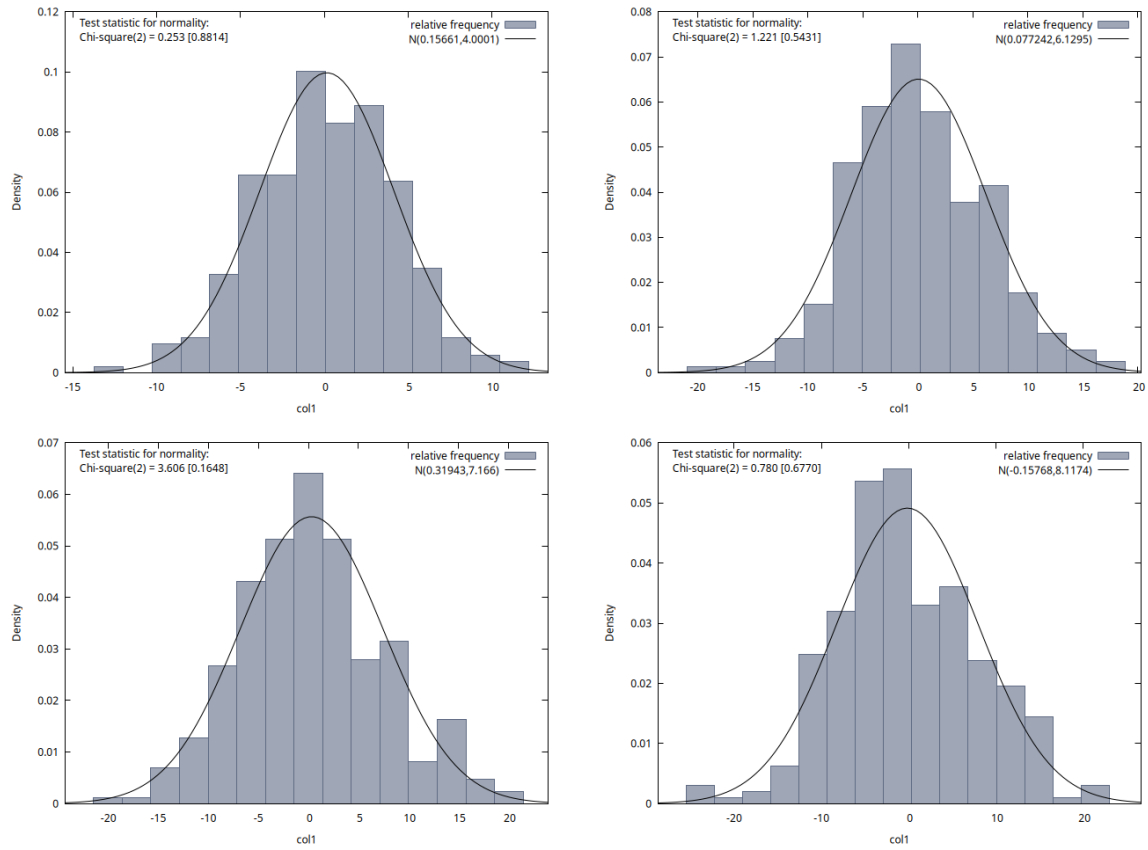 Test statistic for normality:
Chi-square(2) = 0.253 [0.8814]
relative frequency
N(0.15661,4.0001)
0.12
0.1
0.08
0.06
0.04
0.02
0
Density
-15
-10
-5
0
5
10
col1
Test statistic for normality:
Chi-square(2) = 1.221 [0.5431]
relative frequency
N(0.077242,6.1295)
0.08
0.07
0.06
0.05
0.04
0.03
0.02
0.01
0
Density
-20
-15
-10
-5
0
5
10
15
20
col1
Test statistic for normality:
Chi-square(2) = 3.606 [0.1648]
relative frequency
N(0.31943,7.166)
0.07
0.06
0.05
0.04
0.03
0.02
0.01
0
Density
-20
-15
-10
-5
0
5
10
15
20
col1
Test statistic for normality:
Chi-square(2) = 0.780 [0.6770]
relative frequency
N(-0.15768,8.1174)
0.06
0.05
0.04
0.03
0.02
0.01
0
Density
-20
-10
0
10
20
col1